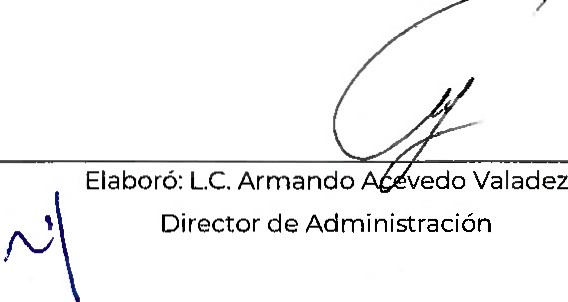 Elaboró: L.C. Armando Acevedo Valadez
Director de Administración